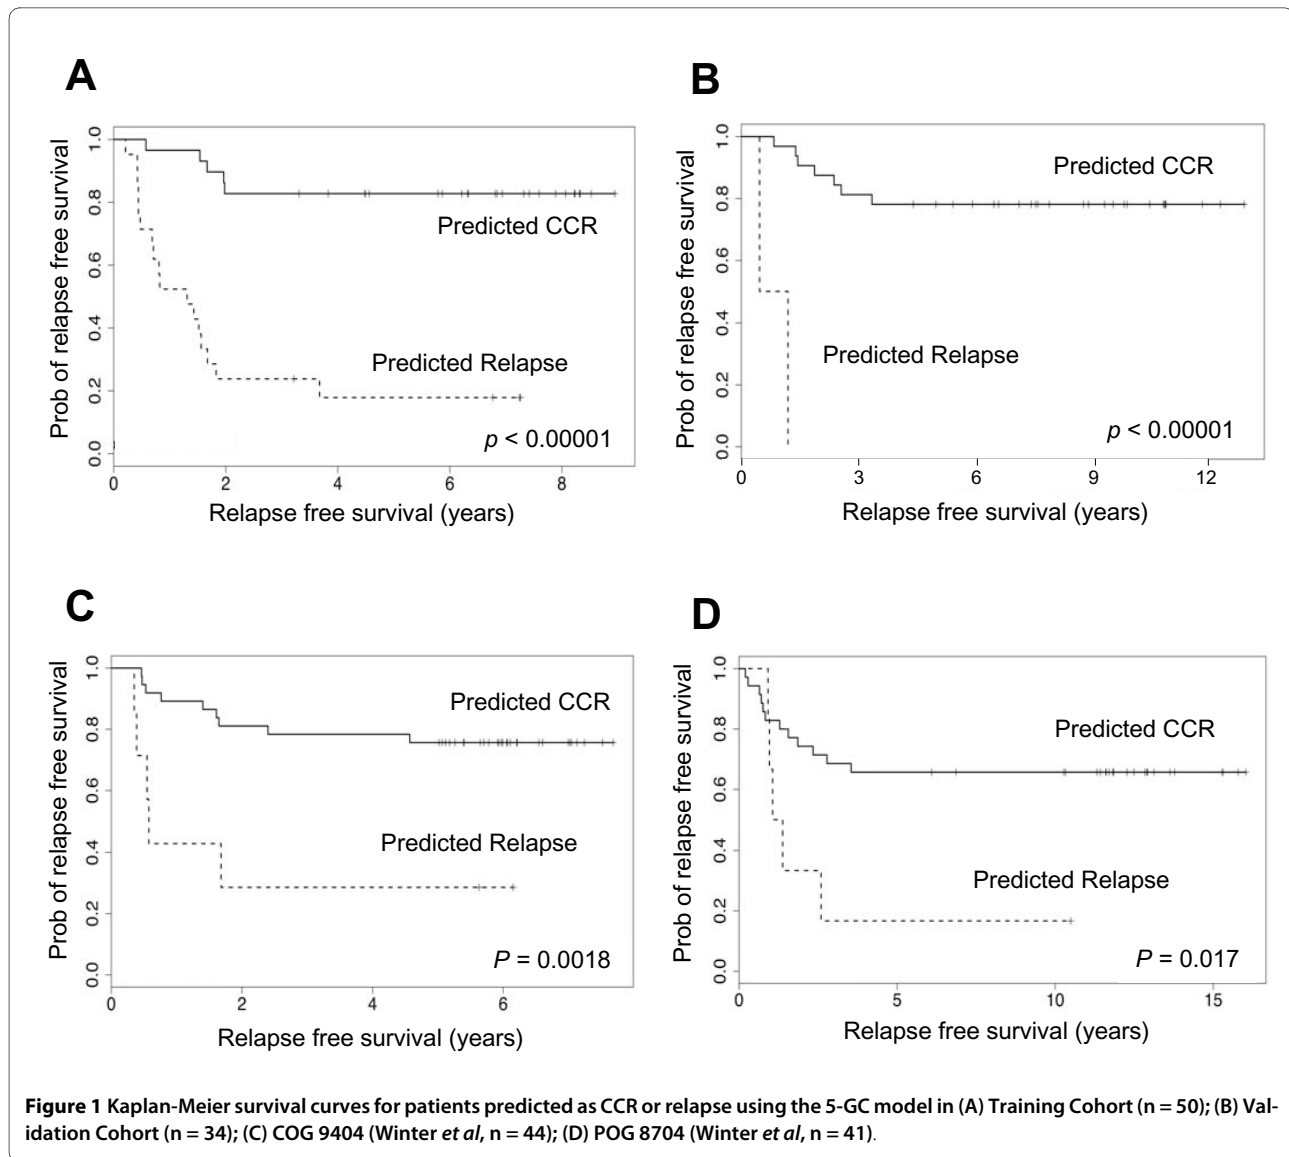 A
Prob of relapse free survival
0.0 0.2 0.4 0.6 0.8 1.0
Predicted CCR
Predicted Relapse
p < 0.00001
0 2 4 6 8
Relapse free survival (years)
B
Prob of relapse free survival
0.0 0.2 0.4 0.6 0.8 1.0
Predicted CCR
Predicted Relapse
p < 0.00001
0 3 6 9 12
Relapse free survival (years)
C
Prob of relapse free survival
0.0 0.2 0.4 0.6 0.8 1.0
Predicted CCR
Predicted Relapse
P = 0.0018
0 2 4 6
Relapse free survival (years)
D
Prob of relapse free survival
0.0 0.2 0.4 0.6 0.8 1.0
Predicted CCR
Predicted Relapse
P = 0.017
0 5 10 15
Relapse free survival (years)
Figure 1 Kaplan-Meier survival curves for patients predicted as CCR or relapse using the 5-GC model in (A) Training Cohort (n = 50); (B) Val-
idation Cohort (n = 34); (C) COG 9404 (Winter et al, n = 44); (D) POG 8704 (Winter et al, n = 41).